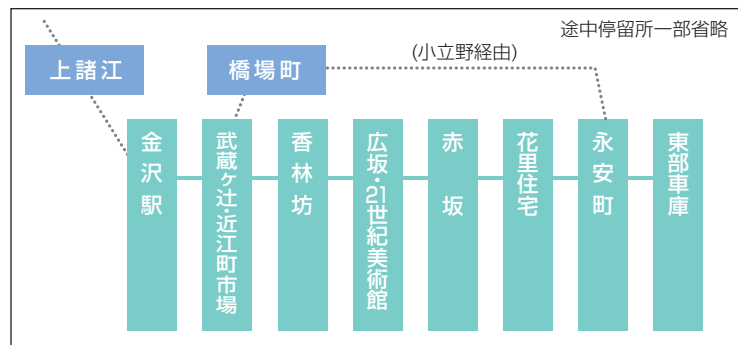 途中停留所一部省略
上諸江
橋場町
(小立野経由)
金沢駅
武蔵ヶ辻・近江町市場
香林坊
広坂・21世紀美術館
赤坂
花里住宅
永安町
東部車庫